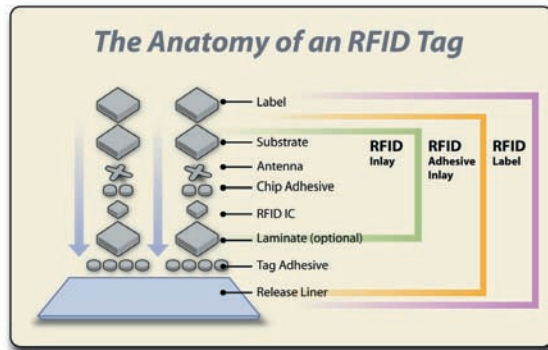 The Anatomy of an RFID Tag
Label
Substrate
Antenna
Chip Adhesive
RFID IC
Laminate (optional)
Tag Adhesive
Release Liner
RFID
Inlay
RFID
Adhesive
Inlay
RFID
Label